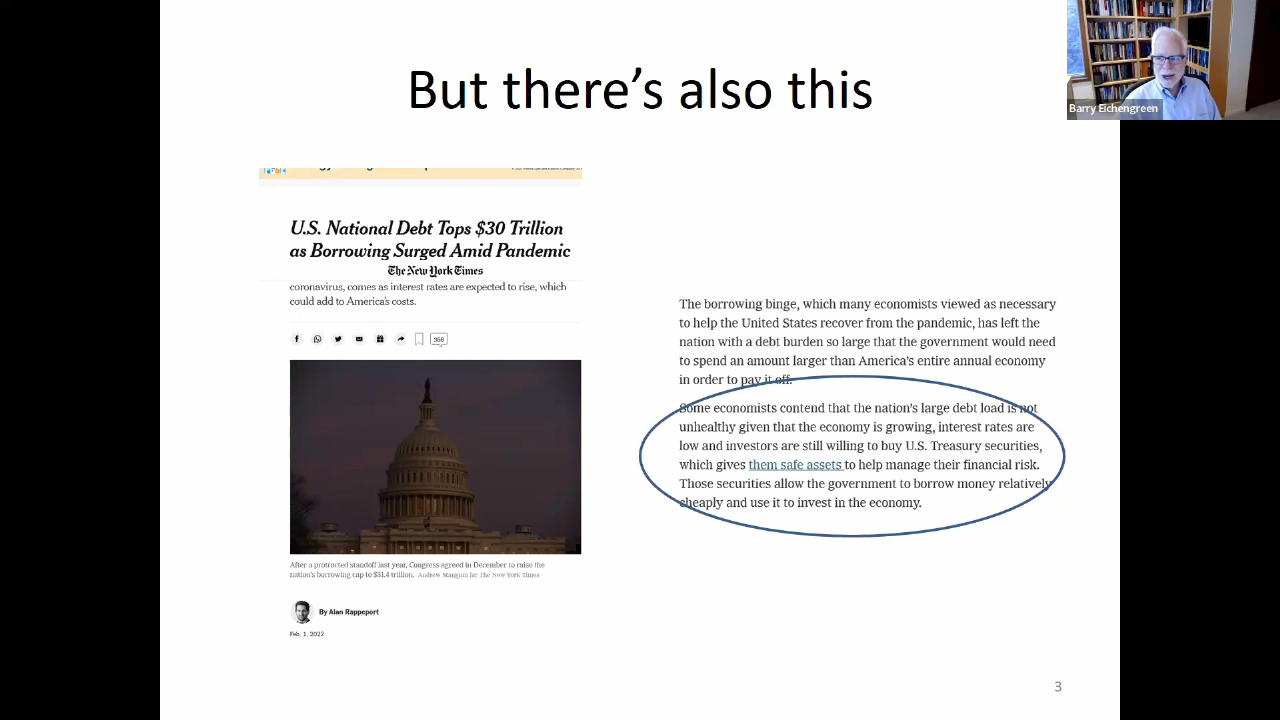 But there's also this
Barry Eichengreen
U.S. National Debt Tops $30 Trillion
as Borrowing Surged Amid Pandemic
The New York Times
coronavirus, comes as interest rates are expected to rise, which
could add to America's costs.
After a protracted standoff last year, Congress agreed in December to raise the
nation's borrowing cap to $31.4 trillion. Andrew Mangum for The New York Times
By Alan Rappeport
Feb. 1, 2022
The borrowing binge, which many economists viewed as necessary
to help the United States recover from the pandemic, has left the
nation with a debt burden so large that the government would need
to spend an amount larger than America's entire annual economy
in order to pay it off.
Some economists contend that the nation's large debt load is not
unhealthy given that the economy is growing, interest rates are
low and investors are still willing to buy U.S. Treasury securities,
which gives them safe assets to help manage their financial risk.
Those securities allow the government to borrow money relatively
cheaply and use it to invest in the economy.
3